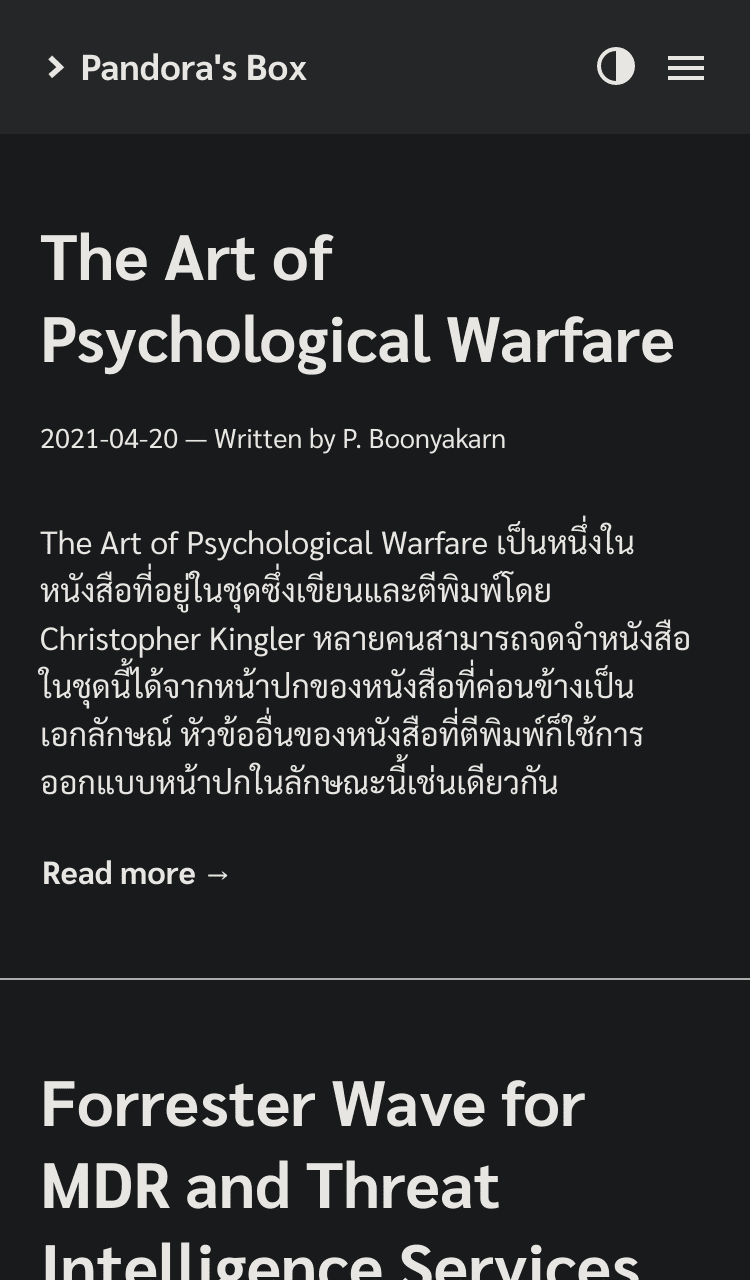 Pandora's Box
The Art of
Psychological Warfare
2021-04-20 — Written by P. Boonyakarn
The Art of Psychological Warfare เป็นหนึ่งใน
หนังสือที่อยู่ในชุดซึ่งเขียนและตีพิมพ์โดย
Christopher Kingler หลายคนสามารถจดจำหนังสือ
ในชุดนี้ได้จากหน้าปกของหนังสือที่ค่อนข้างเป็น
เอกลักษณ์ หัวข้ออื่นของหนังสือที่ตีพิมพ์ก็ใช้การ
ออกแบบหน้าปกในลักษณะนี้เช่นเดียวกัน
Read more →
Forrester Wave for
MDR and Threat
Intelligence Services